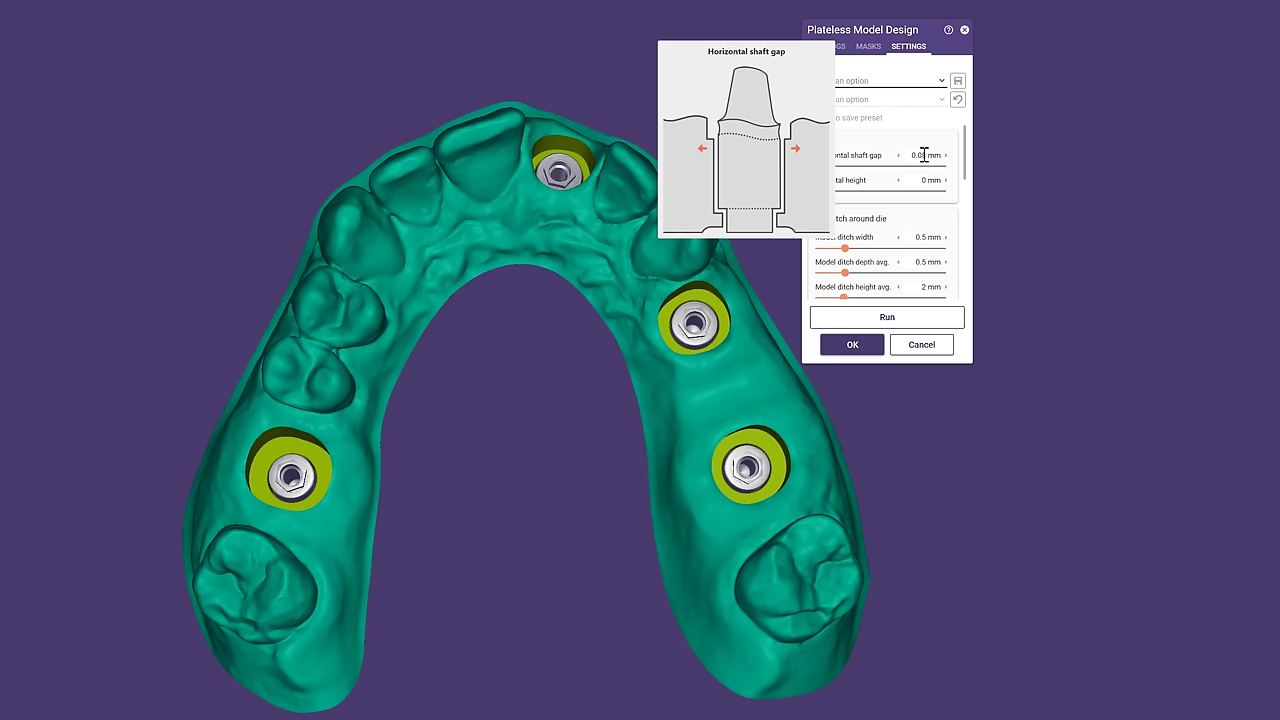 Plateless Model Design
GS MASKS SETTINGS
Horizontal shaft gap
an option
an option
o save preset
ontal shaft gap
mm
tal height 0 mm
tch around die
Model ditch width 0.5 mm
Model ditch depth avg. 0.5 mm
Model ditch height avg. 2 mm
Run
OK Cancel